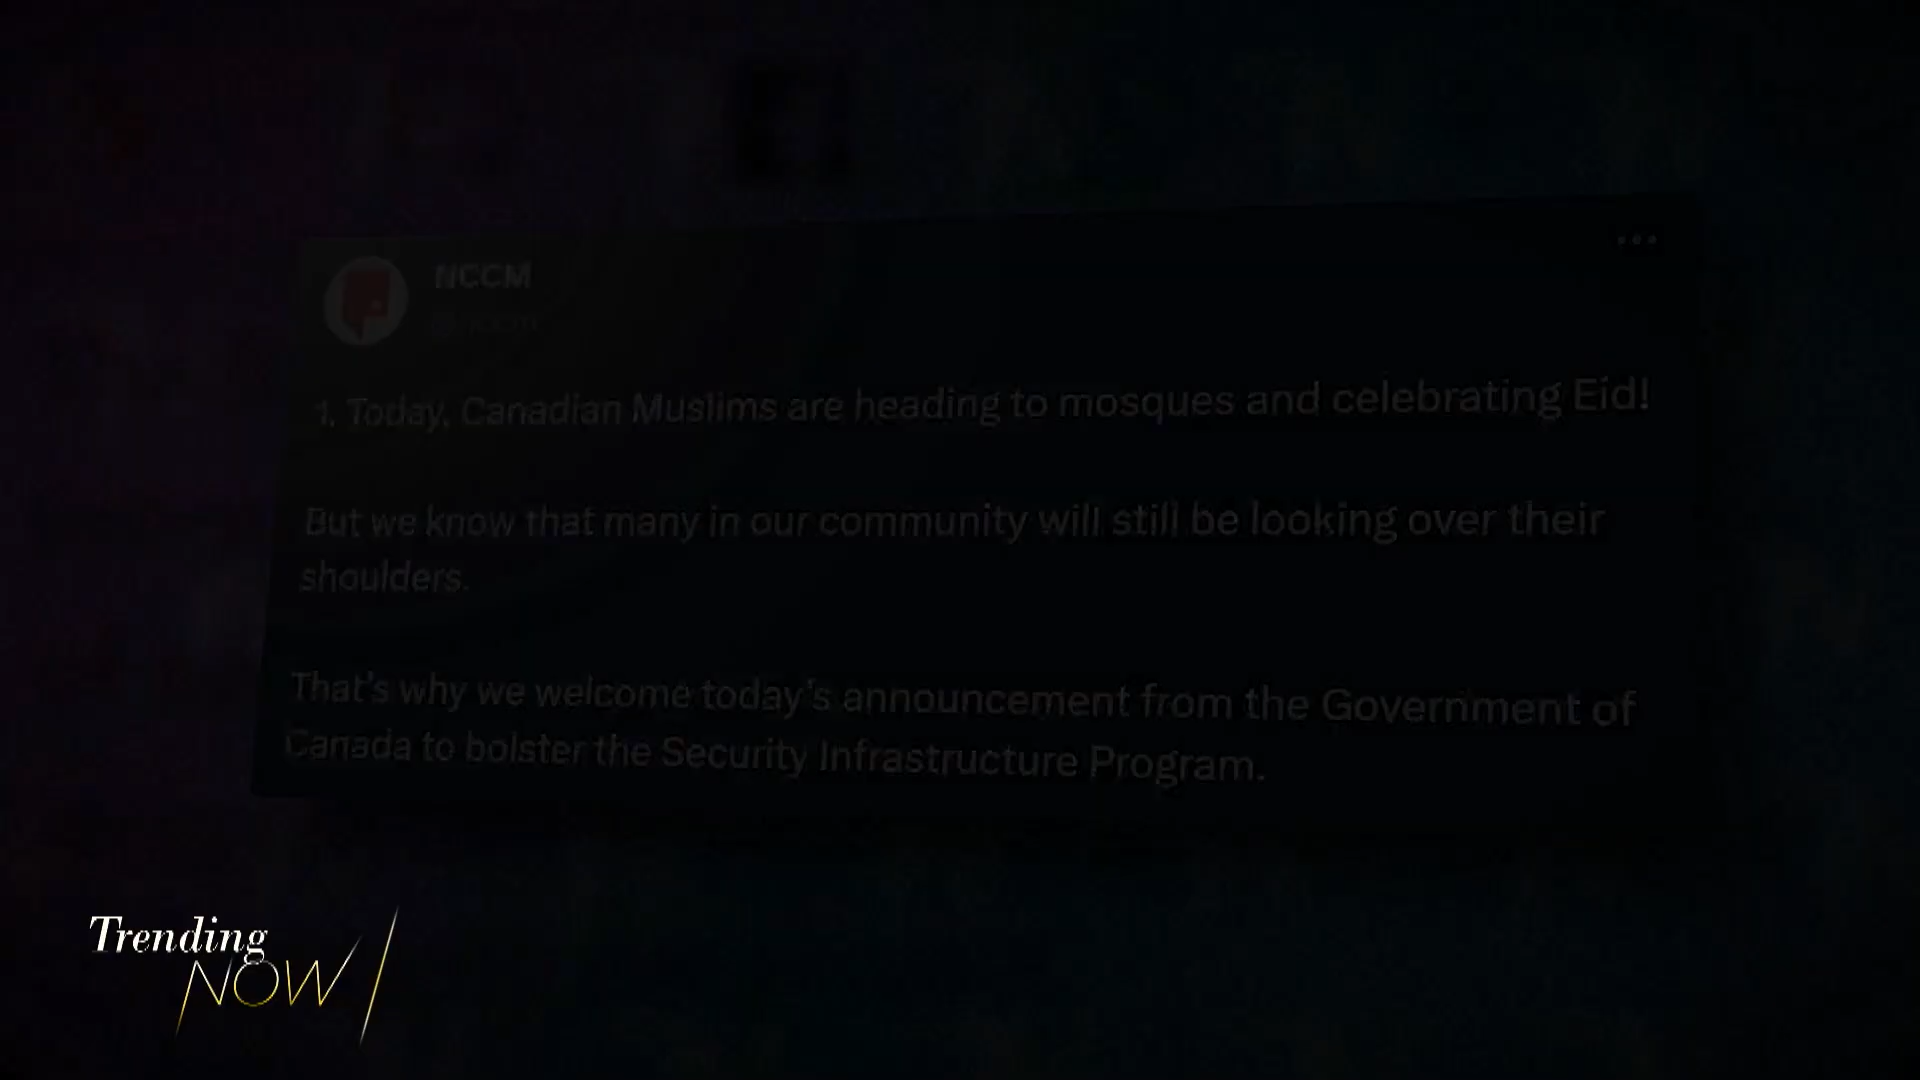 NCCM
@nccm
1. Today, Canadian Muslims are heading to mosques and celebrating Eid!
But we know that many in our community will still be looking over their
shoulders.
That's why we welcome today's announcement from the Government of
Canada to bolster the Security Infrastructure Program.
Trending
NOW